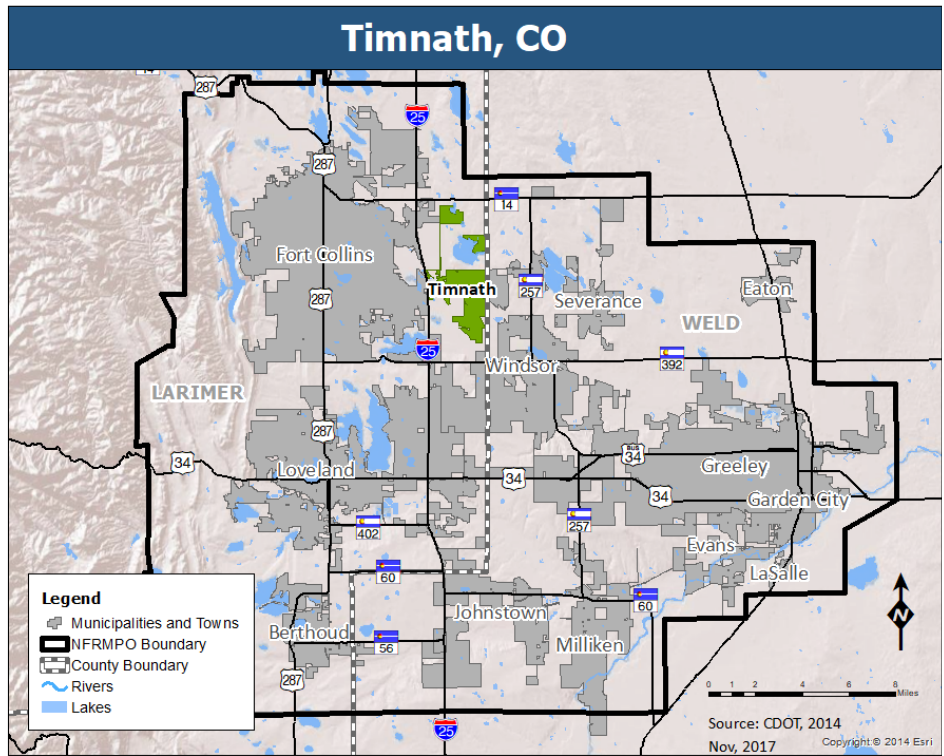 Timnath, CO
14
287
25
287
14
Fort Collins
Timnath
257
Severance
Eaton
287
WELD
25
Windsor
392
LARIMER
287
34
Loveland
BUS
34
Greeley
34
34
Garden City
402
257
Evans
60
LaSalle
60
Johnstown
Berthoud
56
Milliken
287
25
Legend
Municipalities and Towns
NFRMPO Boundary
County Boundary
Rivers
Lakes
N
0 1 2 4 6 8
Miles
Source: CDOT, 2014
Nov, 2017
Copyright:© 2014 Esri